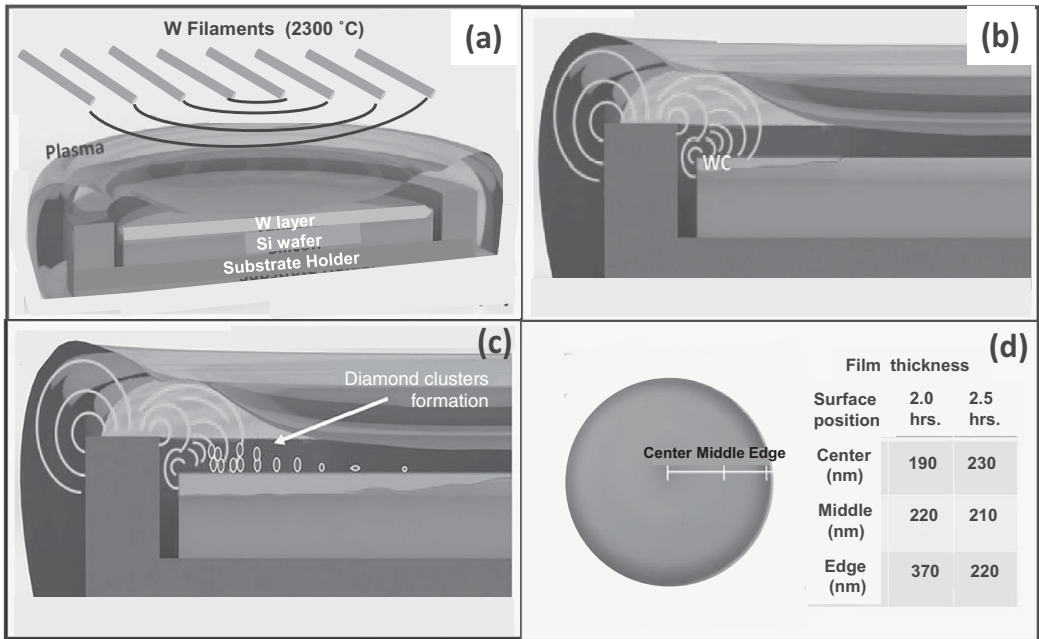 W Filaments (2300 ˚C)
(a)
Plasma
W layer
Si wafer
Substrate Holder
(b)
WC
(c)
Diamond clusters
formation
(d)
Film thickness
Surface position 2.0 hrs. 2.5 hrs.
Center (nm) 190 230
Middle (nm) 220 210
Edge (nm) 370 220
Center Middle Edge